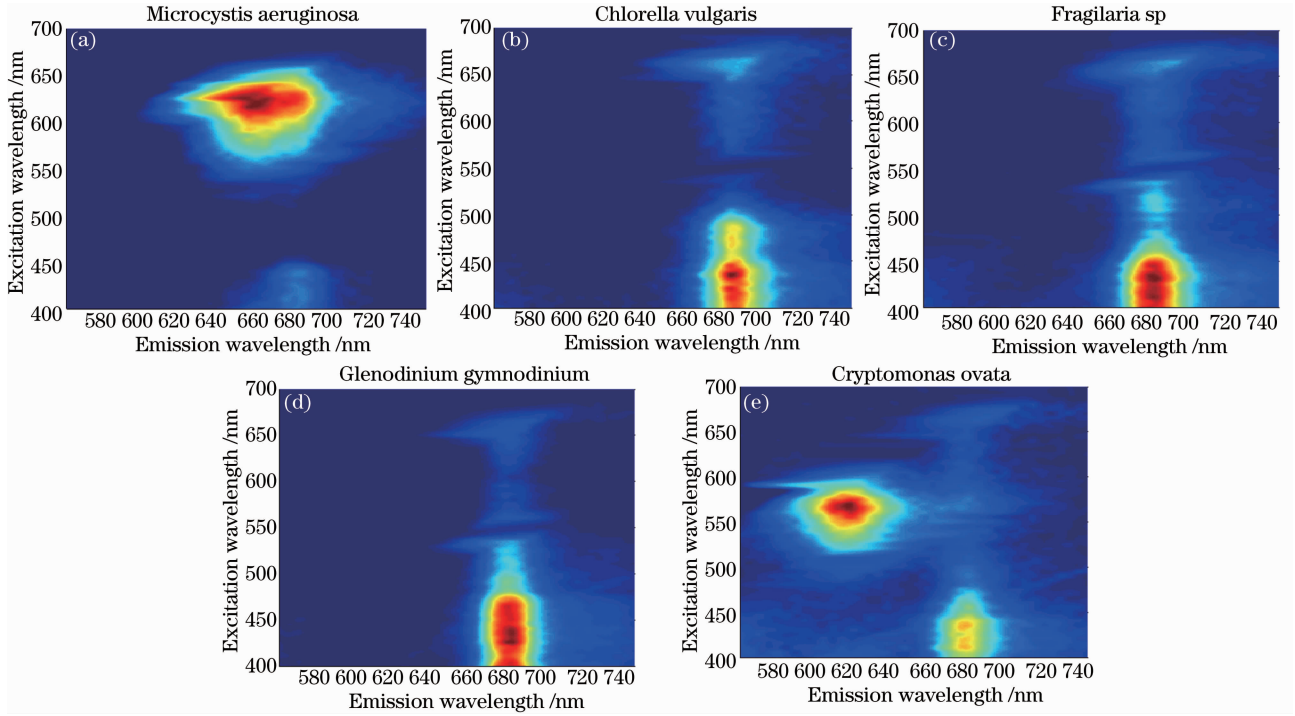 Microcystis aeruginosa
(a)
700
650
600
550
500
450
400
Excitation wavelength /nm
580 600 620 640 660 680 700 720 740
Emission wavelength /nm
Chlorella vulgaris
(b)
700
650
600
550
500
450
400
Excitation wavelength /nm
580 600 620 640 660 680 700 720 740
Emission wavelength /nm
Fragilaria sp
(c)
700
650
600
550
500
450
400
Excitation wavelength /nm
580 600 620 640 660 680 700 720 740
Emission wavelength /nm
Glenodinium gymnodinium
(d)
700
650
600
550
500
450
400
Excitation wavelength /nm
580 600 620 640 660 680 700 720 740
Emission wavelength /nm
Cryptomonas ovata
(e)
700
650
600
550
500
450
400
Excitation wavelength /nm
580 600 620 640 660 680 700 720 740
Emission wavelength /nm